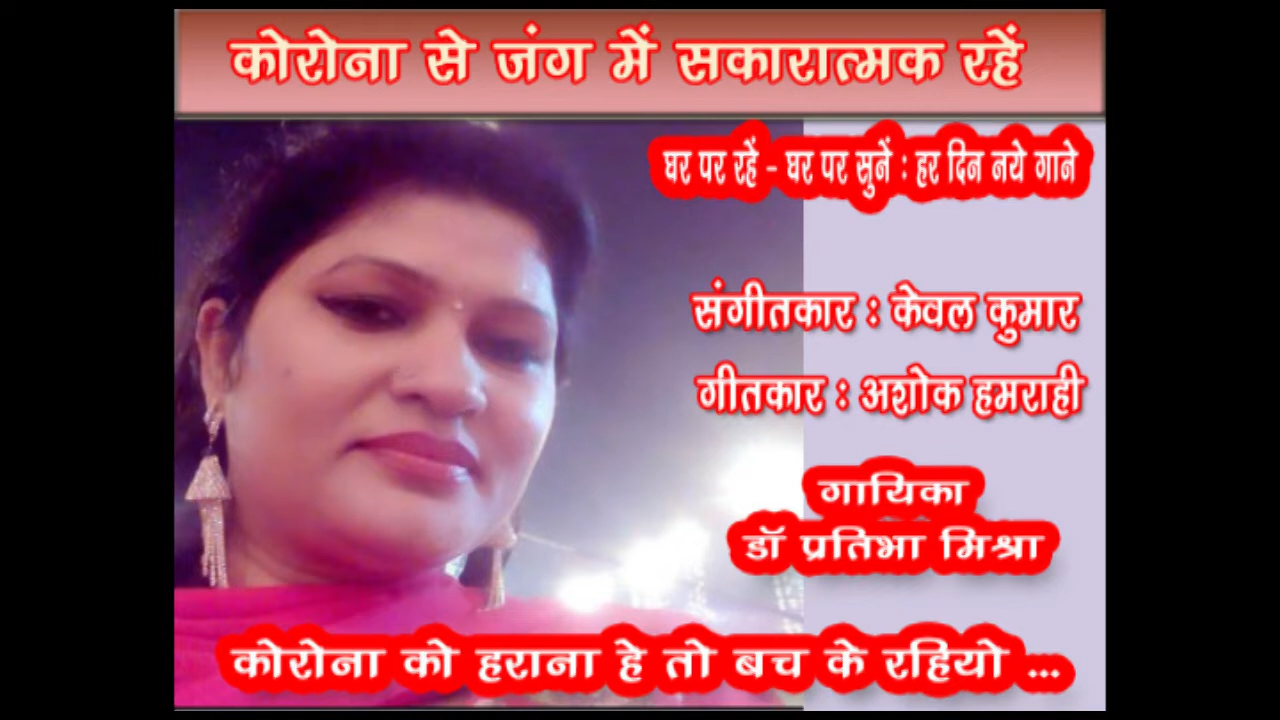 कोरोना से जंग में सकारात्मक रहें
घर पर रहें - घर पर सुनें : हर दिन नये गाने
संगीतकार : केवल कुमार
गीतकार : अशोक हमराही
गायिका
डॉ प्रतिभा मिश्रा
कोरोना को हराना हे तो बच के रहियो ...